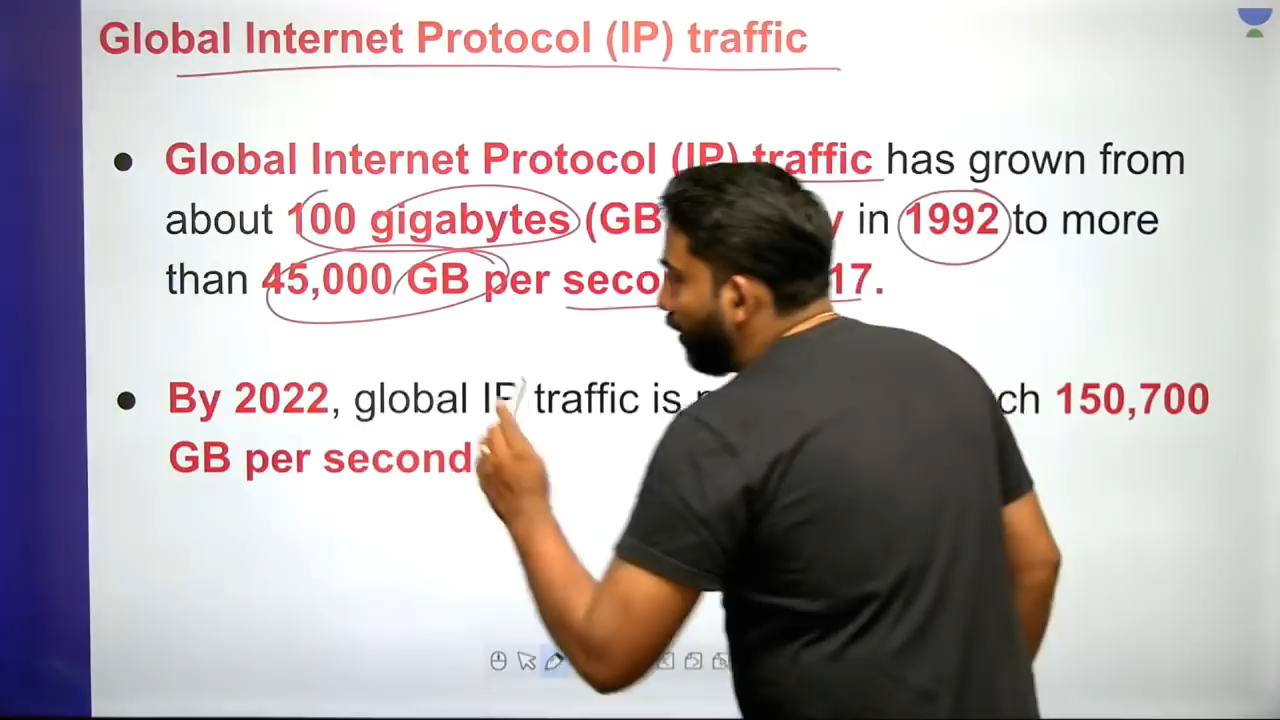 Global Internet Protocol (IP) traffic
● Global Internet Protocol (IP) traffic has grown from
about 100 gigabytes (GB in 1992 to more
than 45,000 GB per 17.
● By 2022, global IP traffic is 150,700
GB per second